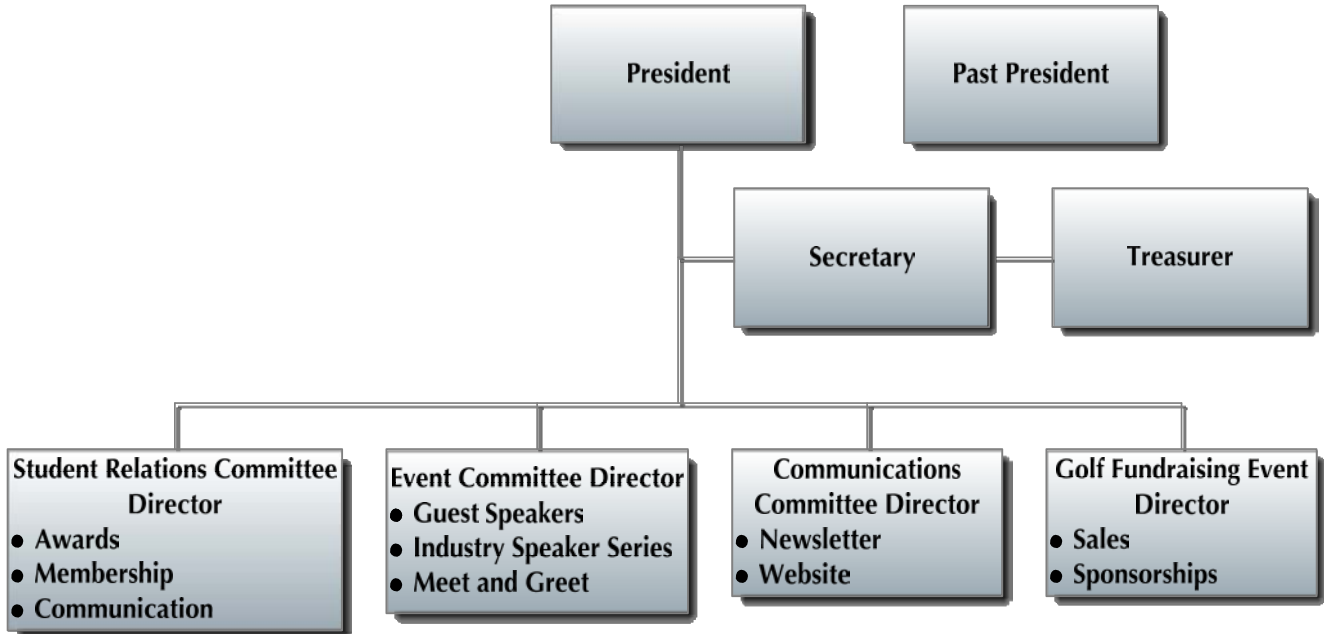 President
Past President
Secretary
Treasurer
Student Relations Committee
Director
● Awards
● Membership
● Communication
Event Committee Director
● Guest Speakers
● Industry Speaker Series
● Meet and Greet
Communications
Committee Director
● Newsletter
● Website
Golf Fundraising Event
Director
● Sales
● Sponsorships